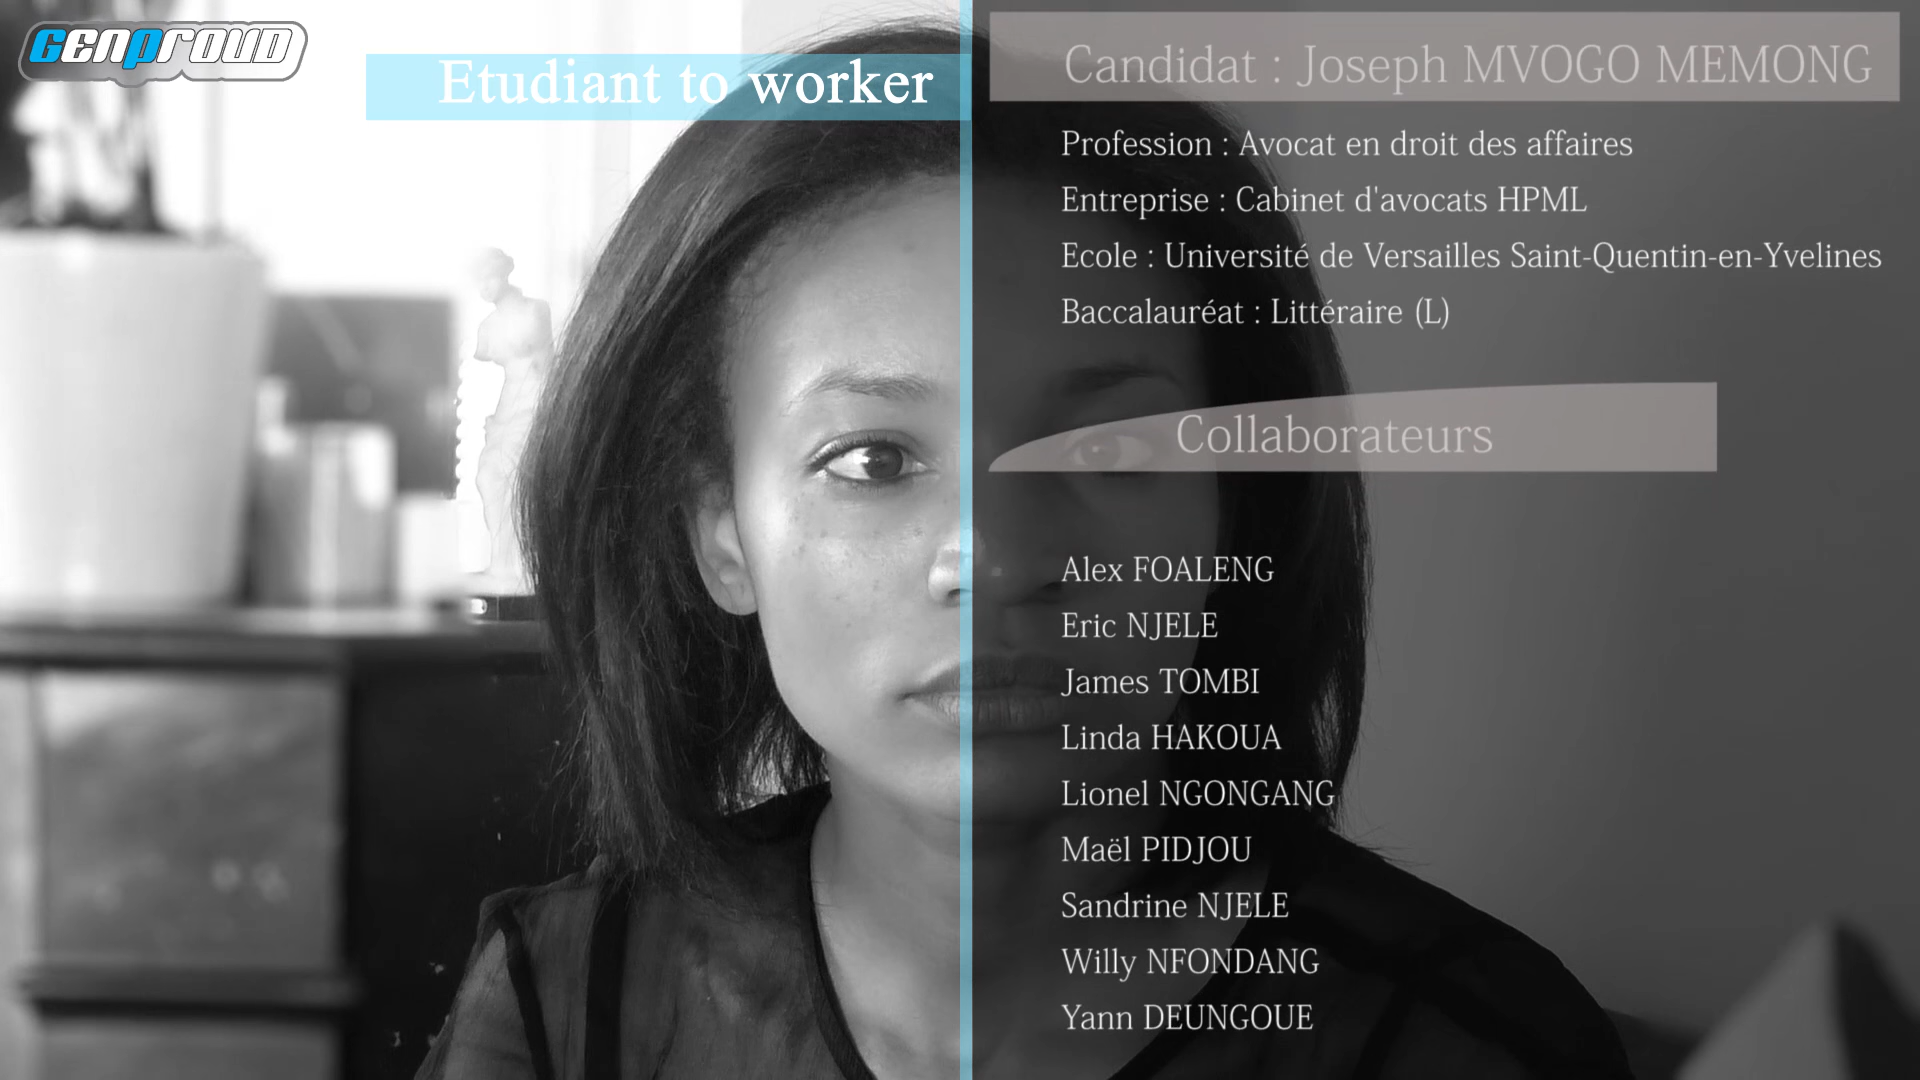 GENPROUD
Etudiant to worker
Candidat : Joseph MVOGO MEMONG
Profession : Avocat en droit des affaires
Entreprise : Cabinet d'avocats HPML
Ecole : Université de Versailles Saint-Quentin-en-Yvelines
Baccalauréat : Littéraire (L)
Collaborateurs
Alex FOALENG
Eric NJELE
James TOMBI
Linda HAKOUA
Lionel NGONGANG
Maël PIDJOU
Sandrine NJELE
Willy NFONDANG
Yann DEUNGOUE